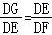 DG/DE = DE/DF